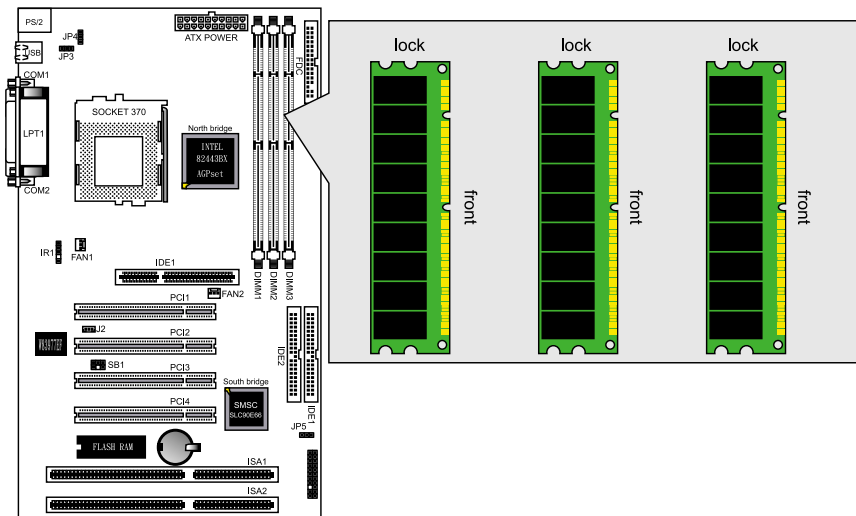 PS/2
JP4
JP3
USB
COM1
LPT1
COM2
ATX POWER
FDC
SOCKET 370
North bridge
INTEL
82443BX
AGPset
IR1
FAN1
IDE1
FAN2
DIMM1
DIMM2
DIMM3
PCI1
J2
PCI2
W83977EF
SB1
PCI3
PCI4
IDE2
IDE1
South bridge
SMSC
SLC90E66
JP5
FLASH RAM
ISA1
ISA2
lock
lock
lock
front
front
front